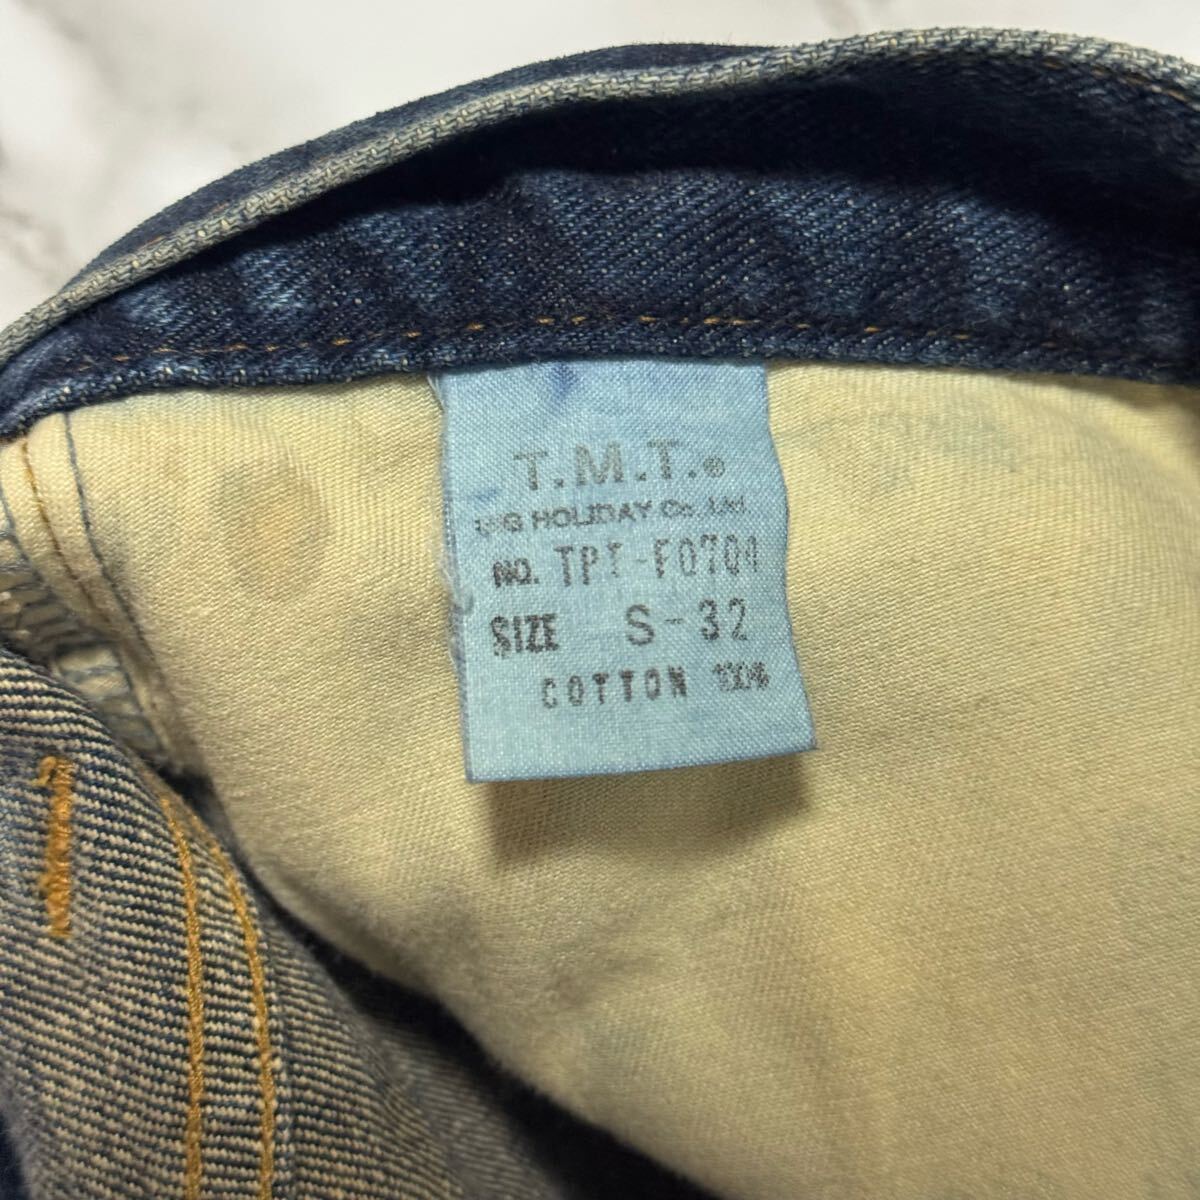 T.M.T.®
BIG HOLIDAY Co., Ltd.
NO. TPT-F0704
SIZE S-32
COTTON 100%